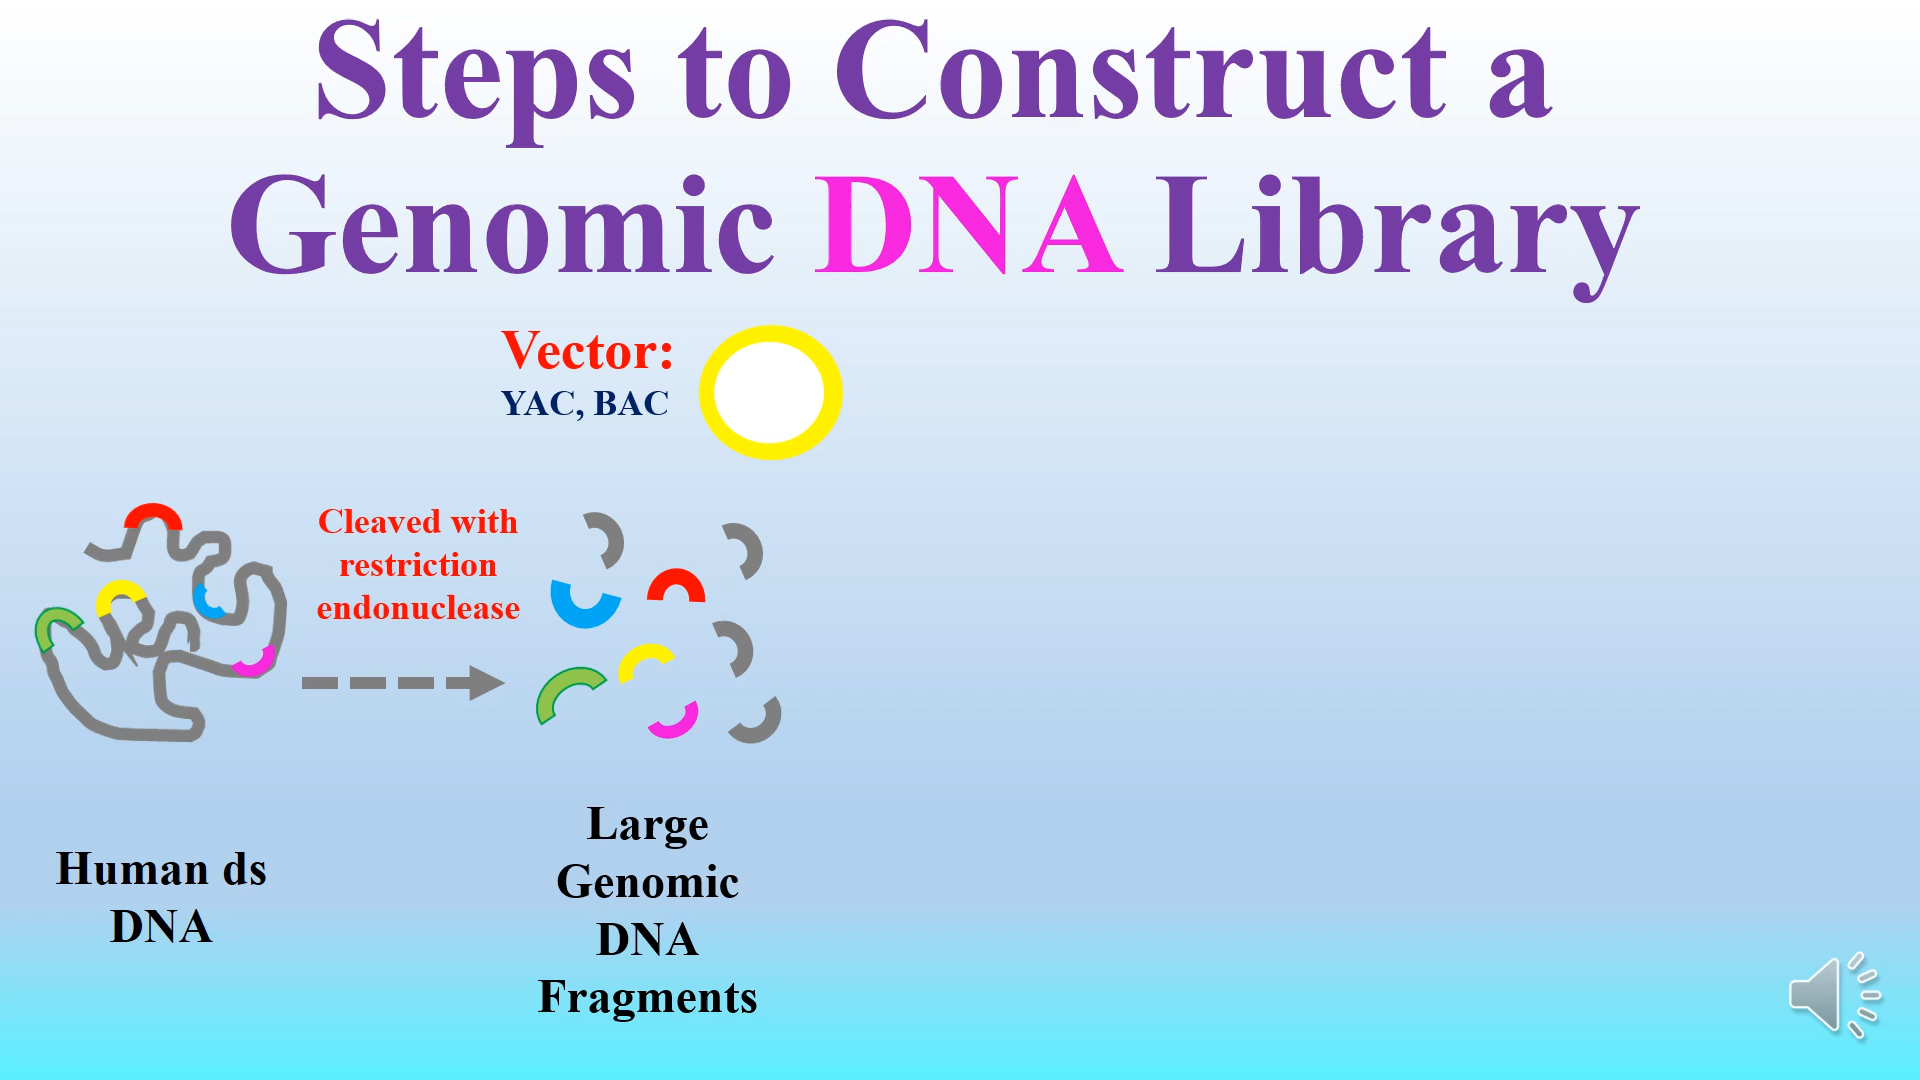 Steps to Construct a
Genomic DNA Library
Vector:
YAC, BAC
Cleaved with
restriction
endonuclease
Human ds
DNA
Large
Genomic
DNA
Fragments